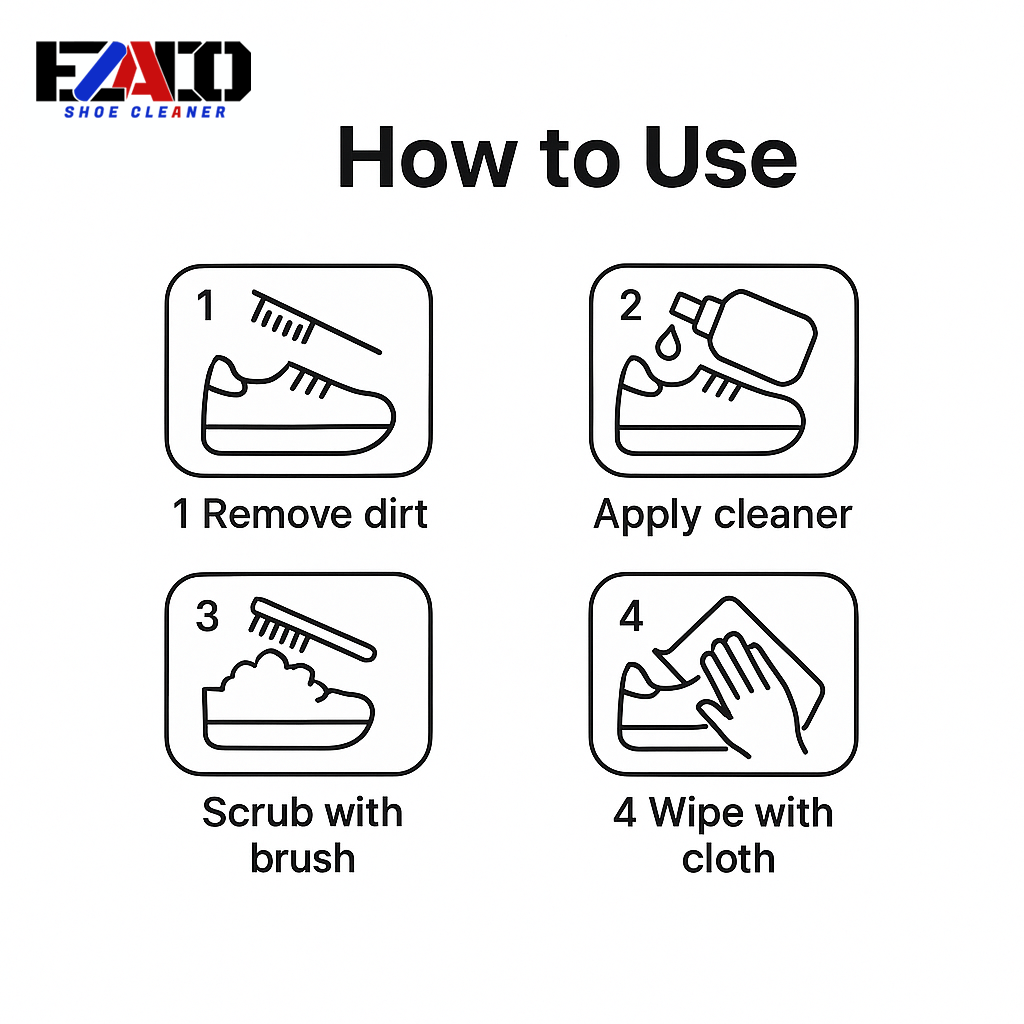 SHOE CLEANER
How to Use
1
2
1 Remove dirt
Apply cleaner
3
4
Scrub with
brush
4 Wipe with
cloth